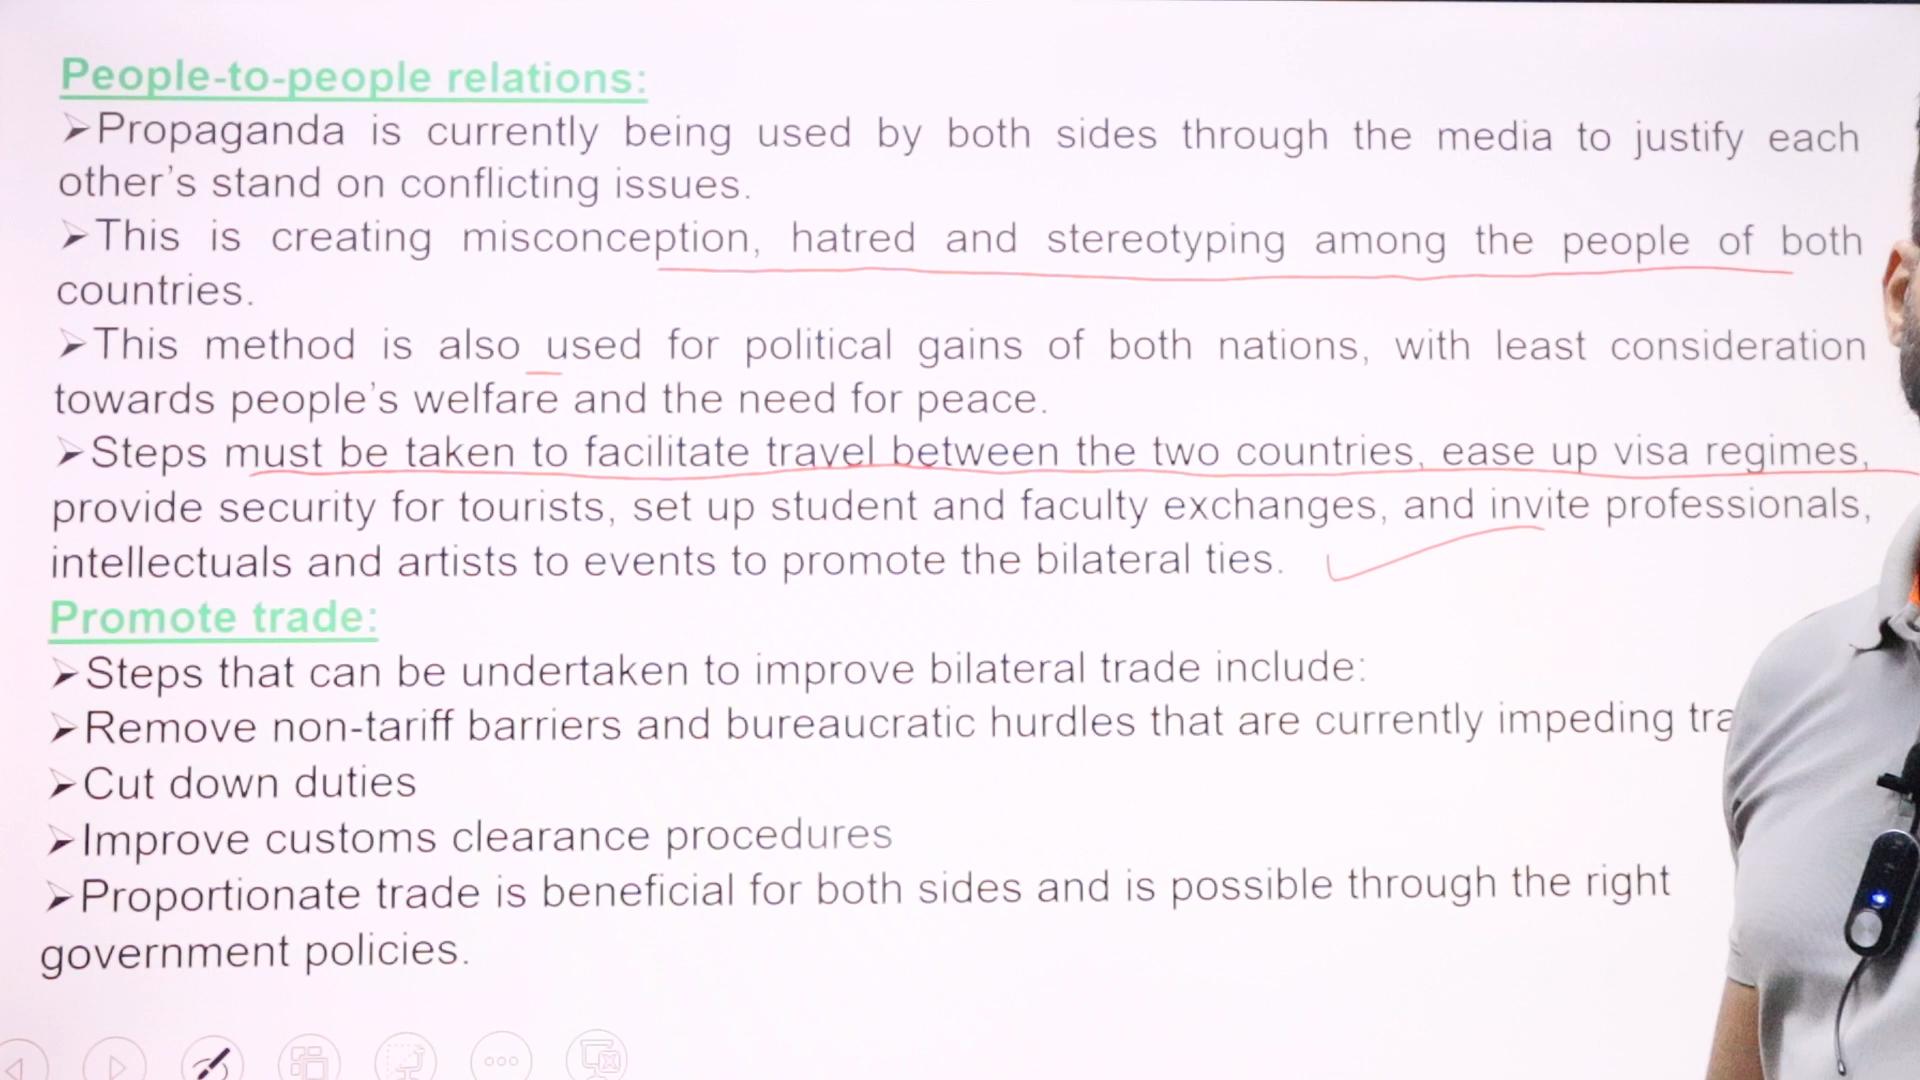 People-to-people relations:
➢Propaganda is currently being used by both sides through the media to justify each
other’s stand on conflicting issues.
➢This is creating misconception, hatred and stereotyping among the people of both
countries.
➢This method is also used for political gains of both nations, with least consideration
towards people’s welfare and the need for peace.
➢Steps must be taken to facilitate travel between the two countries, ease up visa regimes,
provide security for tourists, set up student and faculty exchanges, and invite professionals,
intellectuals and artists to events to promote the bilateral ties.
Promote trade:
➢Steps that can be undertaken to improve bilateral trade include:
➢Remove non-tariff barriers and bureaucratic hurdles that are currently impeding
➢Cut down duties
➢Improve customs clearance procedures
➢Proportionate trade is beneficial for both sides and is possible through the right
government policies.